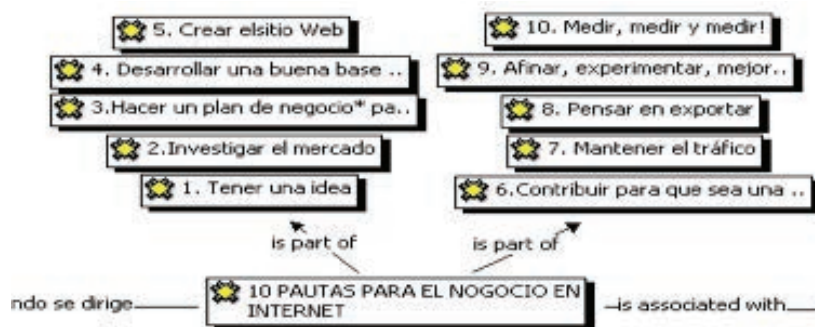 5. Crear elsitio Web
4. Desarrollar una buena base ..
3.Hacer un plan de negocio* pa..
2.Investigar el mercado
1. Tener una idea
10. Medir, medir y medir!
9. Afinar, experimentar, mejor..
8. Pensar en exportar
7. Mantener el tráfico
6.Contribuir para que sea una ..
is part of
is part of
ndo se dirige
10 PAUTAS PARA EL NOGOCIO EN
INTERNET
is associated with